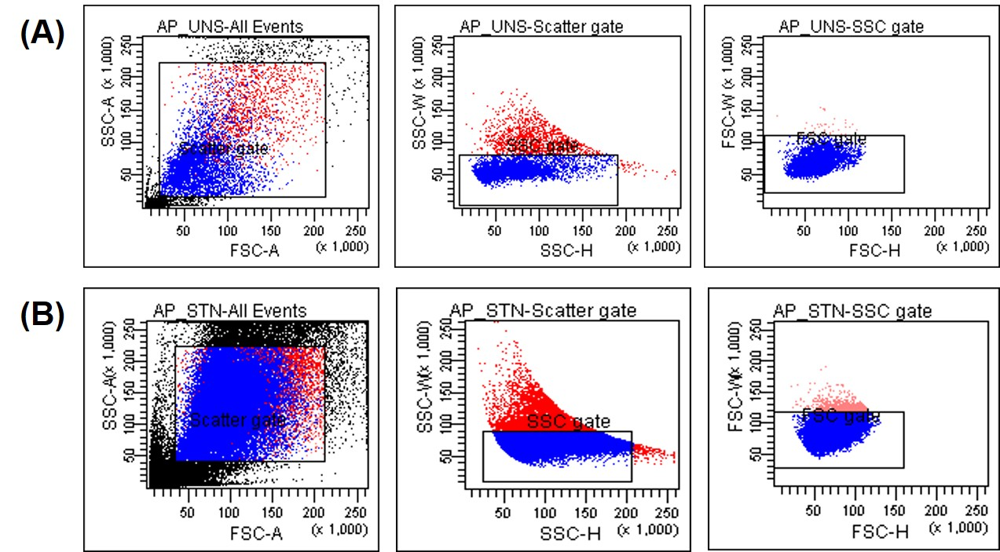 (A)
AP_UNS-All Events
SSC-A (x 1,000)
250
200
150
100
50
Scatter gate
50 100 150 200 250
FSC-A (x 1,000)
AP_UNS-Scatter gate
SSC-W (x 1,000)
250
200
150
100
50
SSC gate
50 100 150 200 250
SSC-H (x 1,000)
AP_UNS-SSC gate
FSC-W (x 1,000)
250
200
150
100
50
FSC gate
50 100 150 200 250
FSC-H (x 1,000)
(B)
AP_STN-All Events
SSC-A(x 1,000)
250
200
150
100
50
Scatter gate
50 100 150 200 250
FSC-A (x 1,000)
AP_STN-Scatter gate
SSC-W(x 1,000)
250
200
150
100
50
SSC gate
50 100 150 200 250
SSC-H (x 1,000)
AP_STN-SSC gate
FSC-W(x 1,000)
250
200
150
100
50
FSC gate
50 100 150 200 250
FSC-H (x 1,000)